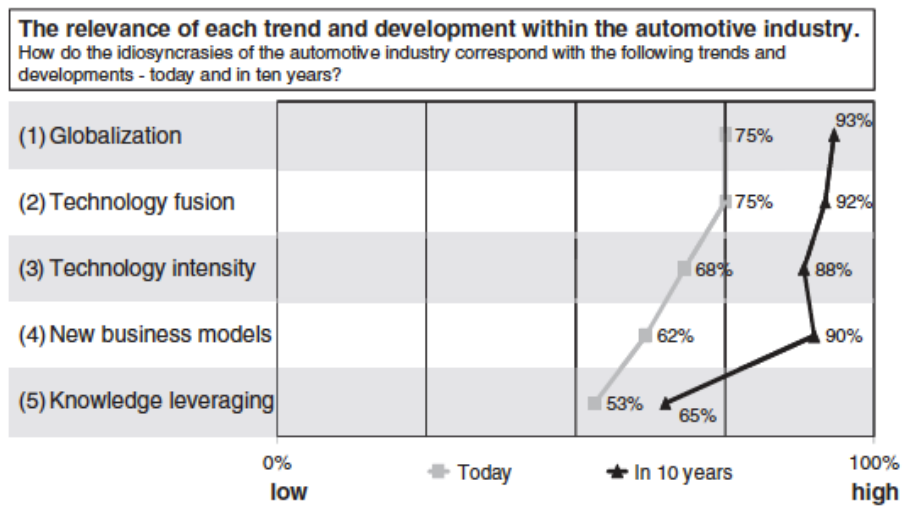 The relevance of each trend and development within the automotive industry.
How do the idiosyncrasies of the automotive industry correspond with the following trends and
developments - today and in ten years?
(1) Globalization 75% 93%
(2) Technology fusion 75% 92%
(3) Technology intensity 68% 88%
(4) New business models 62% 90%
(5) Knowledge leveraging 53% 65%
0% 100%
low Today In 10 years high